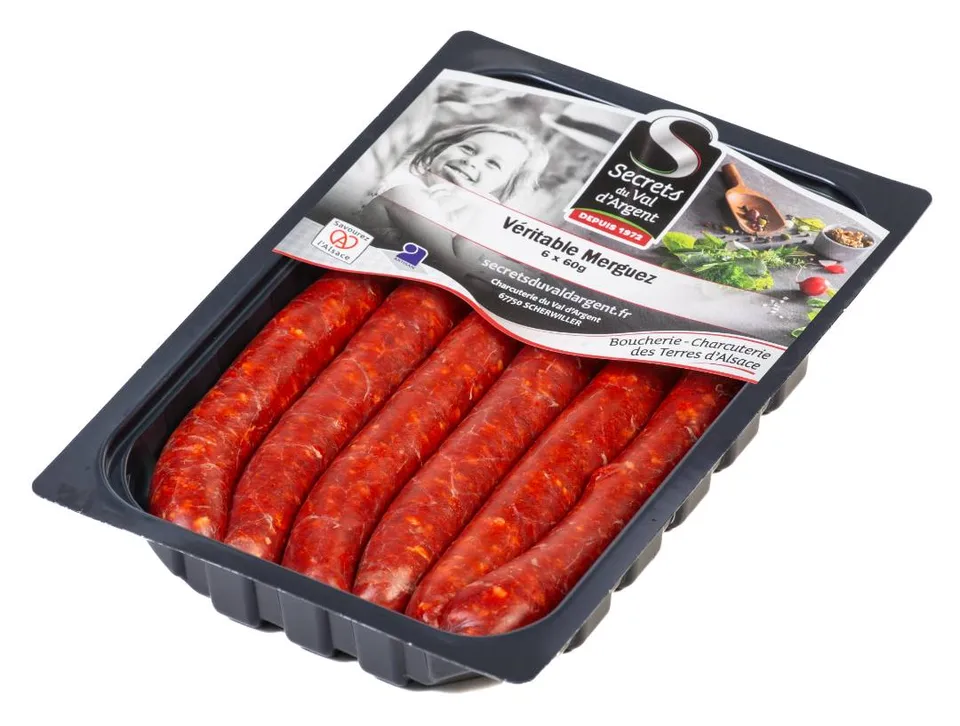 S
Secrets
du Val
d'Argent
DEPUIS 1972
Véritable Merguez
6 x 60g
Savourez
l'Alsace
ARTISAN
secretsduvaldargent.fr
Charcuterie du Val d'Argent
67750 SCHERWILLER
Boucherie - Charcuterie
des Terres d'Alsace